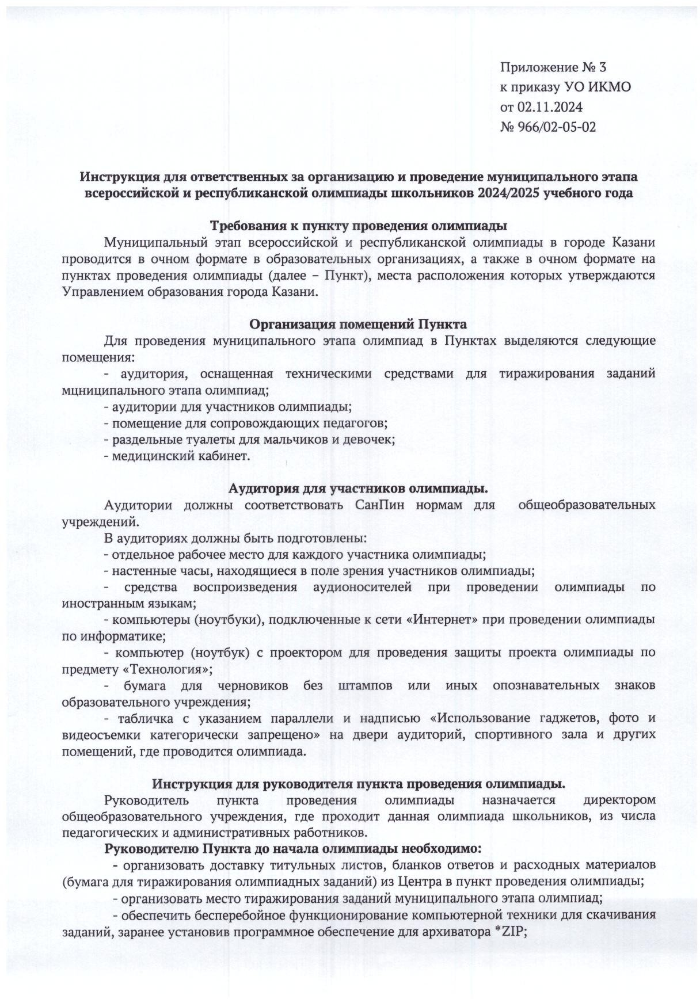 Приложение № 3
к приказу УО ИКМО
от 02.11.2024
№ 966/02-05-02
Инструкция для ответственных за организацию и проведение муниципального этапа
всероссийской и республиканской олимпиады школьников 2024/2025 учебного года
Требования к пункту проведения олимпиады
Муниципальный этап всероссийской и республиканской олимпиады в городе Казани
проводится в очном формате в образовательных организациях, а также в очном формате на
пунктах проведения олимпиады (далее – Пункт), места расположения которых утверждаются
Управлением образования города Казани.
Организация помещений Пункта
Для проведения муниципального этапа олимпиад в Пунктах выделяются следующие
помещения:
- аудитория, оснащенная техническими средствами для тиражирования заданий
мцниципального этапа олимпиад;
- аудитории для участников олимпиады;
- помещение для сопровождающих педагогов;
- раздельные туалеты для мальчиков и девочек;
- медицинский кабинет.
Аудитория для участников олимпиады.
Аудитории должны соответствовать СанПин нормам для общеобразовательных
учреждений.
В аудиториях должны быть подготовлены:
- отдельное рабочее место для каждого участника олимпиады;
- настенные часы, находящиеся в поле зрения участников олимпиады;
- средства воспроизведения аудионосителей при проведении олимпиады по
иностранным языкам;
- компьютеры (ноутбуки), подключенные к сети «Интернет» при проведении олимпиады
по информатике;
- компьютер (ноутбук) с проектором для проведения защиты проекта олимпиады по
предмету «Технология»;
- бумага для черновиков без штампов или иных опознавательных знаков
образовательного учреждения;
- табличка с указанием параллели и надписью «Использование гаджетов, фото и
видеосъемки категорически запрещено» на двери аудиторий, спортивного зала и других
помещений, где проводится олимпиада.
Инструкция для руководителя пункта проведения олимпиады.
Руководитель пункта проведения олимпиады назначается директором
общеобразовательного учреждения, где проходит данная олимпиада школьников, из числа
педагогических и административных работников.
Руководителю Пункта до начала олимпиады необходимо:
- организовать доставку титульных листов, бланков ответов и расходных материалов
(бумага для тиражирования олимпиадных заданий) из Центра в пункт проведения олимпиады;
- организовать место тиражирования заданий муниципального этапа олимпиад;
- обеспечить бесперебойное функционирование компьютерной техники для скачивания
заданий, заранее установив программное обеспечение для архиватора *ZIP;